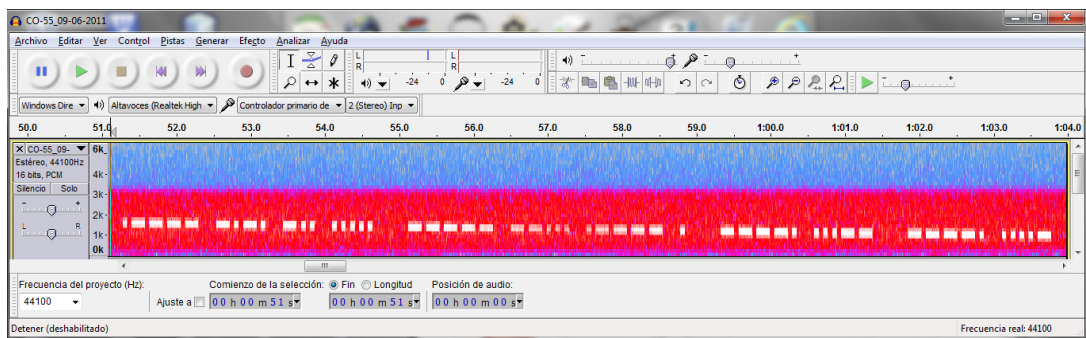 CO-55_09-06-2011
Archivo Editar Ver Control Pistas Generar Efecto Analizar Ayuda
L
R
-24 0
L
R
-24 0
Windows Dire Altavoces (Realtek High Controlador primario de 2 (Stereo) Inp
50.0 51.0 52.0 53.0 54.0 55.0 56.0 57.0 58.0 59.0 1:00.0 1:01.0 1:02.0 1:03.0 1:04.0
CO-55_09- 6k
Estéreo, 44100Hz
16 bits, PCM 4k
Silencio Solo 3k
- + 2k
L R 1k
0k
Frecuencia del proyecto (Hz): Comienzo de la selección: Fin Longitud Posición de audio:
44100 Ajuste a 00 h 00 m 51 s 00 h 00 m 51 s 00 h 00 m 00 s
Detener (deshabilitado) Frecuencia real: 44100